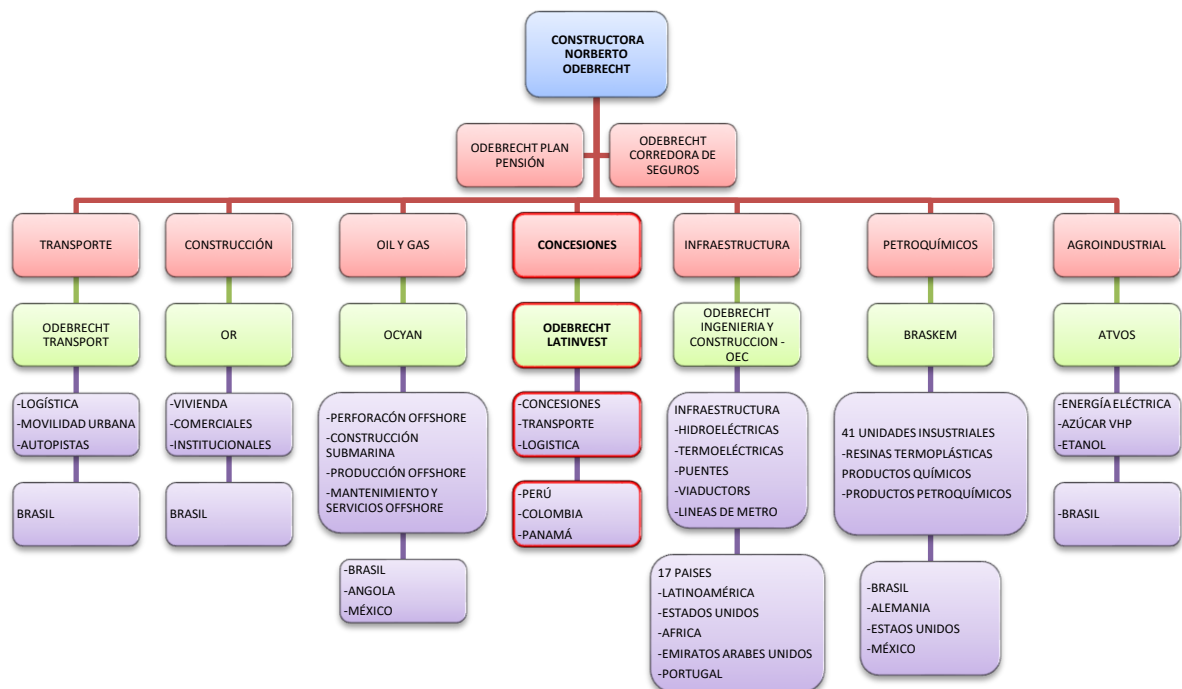 CONSTRUCTORA
NORBERTO
ODEBRECHT
ODEBRECHT PLAN
PENSIÓN
ODEBRECHT
CORREDORA DE
SEGUROS
TRANSPORTE
CONSTRUCCIÓN
OIL Y GAS
CONCESIONES
INFRAESTRUCTURA
PETROQUÍMICOS
AGROINDUSTRIAL
ODEBRECHT
TRANSPORT
OR
OCYAN
ODEBRECHT
LATINVEST
ODEBRECHT
INGENIERIA Y
CONSTRUCCION -
OEC
BRASKEM
ATVOS
-LOGÍSTICA
-MOVILIDAD URBANA
-AUTOPISTAS
-VIVIENDA
-COMERCIALES
-INSTITUCIONALES
-PERFORACÓN OFFSHORE
-CONSTRUCCIÓN
SUBMARINA
-PRODUCCIÓN OFFSHORE
-MANTENIMIENTO Y
SERVICIOS OFFSHORE
-CONCESIONES
-TRANSPORTE
-LOGISTICA
INFRAESTRUCTURA
-HIDROELÉCTRICAS
-TERMOELÉCTRICAS
-PUENTES
-VIADUCTORS
-LINEAS DE METRO
41 UNIDADES INSUSTRIALES
-RESINAS TERMOPLÁSTICAS
PRODUCTOS QUÍMICOS
-PRODUCTOS PETROQUÍMICOS
-ENERGÍA ELÉCTRICA
-AZÚCAR VHP
-ETANOL
BRASIL
BRASIL
-BRASIL
-ANGOLA
-MÉXICO
-PERÚ
-COLOMBIA
-PANAMÁ
17 PAISES
-LATINOAMÉRICA
-ESTADOS UNIDOS
-AFRICA
-EMIRATOS ARABES UNIDOS
-PORTUGAL
-BRASIL
-ALEMANIA
-ESTAOS UNIDOS
-MÉXICO
-BRASIL